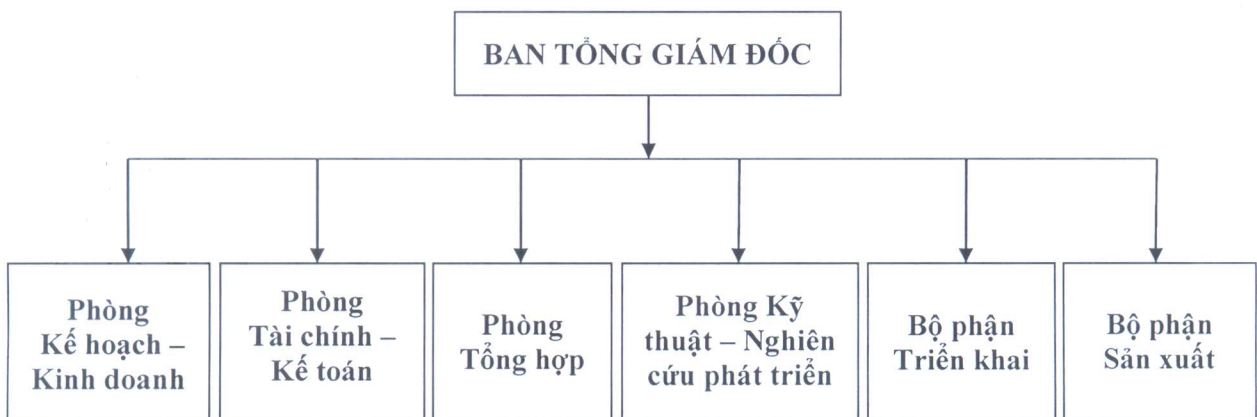 BAN TỔNG GIÁM ĐỐC
Phòng
Kế hoạch –
Kinh doanh
Phòng
Tài chính –
Kế toán
Phòng
Tổng hợp
Phòng Kỹ
thuật – Nghiên
cứu phát triển
Bộ phận
Triển khai
Bộ phận
Sản xuất